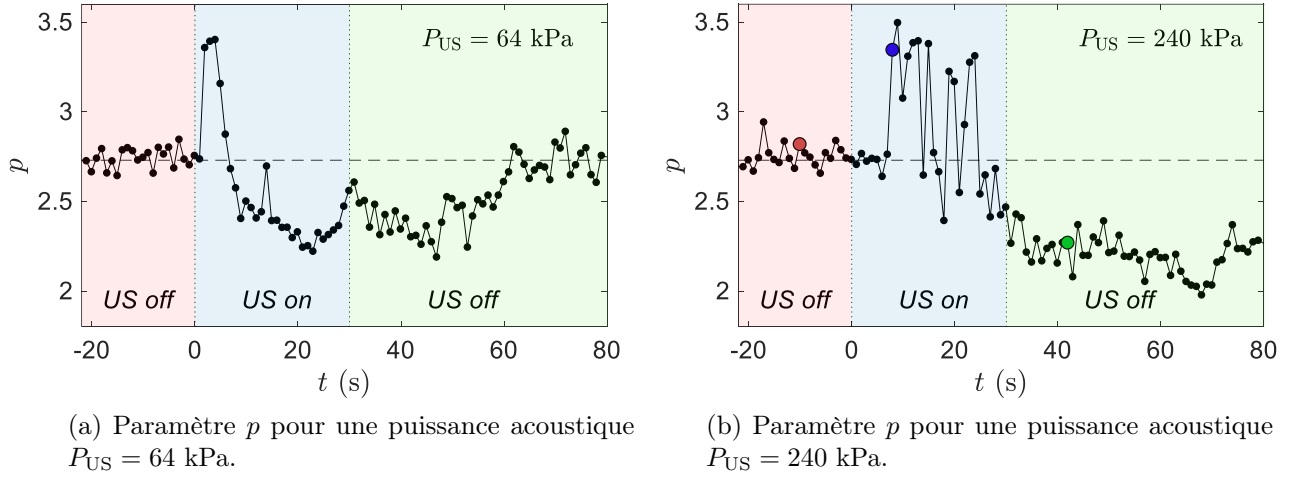 3.5
3
2.5
2
p
P_US = 64 kPa
US off
US on
US off
-20
0
20
40
60
80
t (s)
(a) Paramètre p pour une puissance acoustique
P_US = 64 kPa.
3.5
3
2.5
2
p
P_US = 240 kPa
US off
US on
US off
-20
0
20
40
60
80
t (s)
(b) Paramètre p pour une puissance acoustique
P_US = 240 kPa.